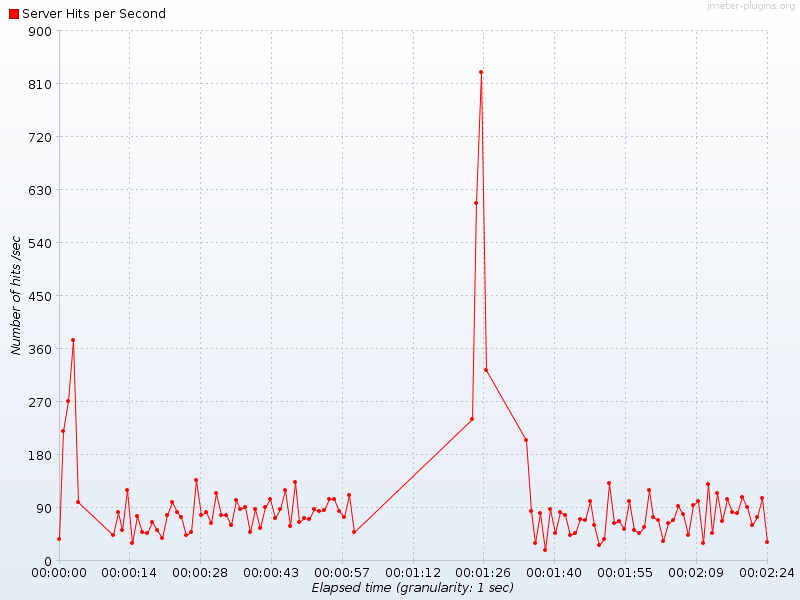 jmeter-plugins.org
Server Hits per Second
900
810
720
630
540
450
360
270
180
90
0
Number of hits /sec
00:00:00 00:00:14 00:00:28 00:00:43 00:00:57 00:01:12 00:01:26 00:01:40 00:01:55 00:02:09 00:02:24
Elapsed time (granularity: 1 sec)